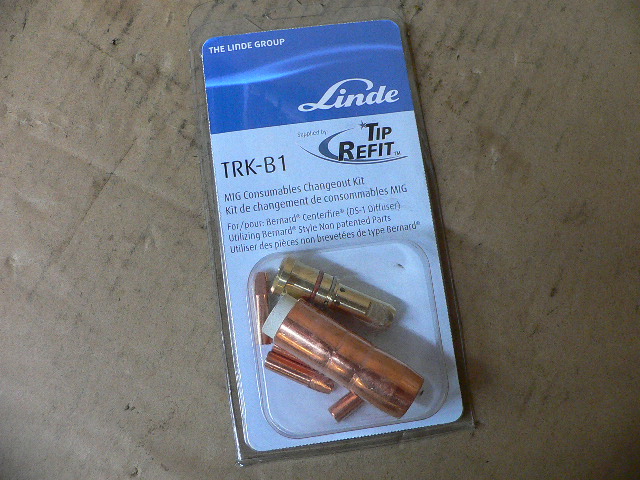 THE LINDE GROUP
Linde
Supplied by
TIP
REFIT™
TRK-B1
MIG Consumables Changeout Kit
Kit de changement de consommables MIG
For/pour: Bernard® Centerfire® (DS-1 Diffuser)
Utilizing Bernard® Style Non patented Parts
Utiliser des pièces non brevetées de type Bernard®